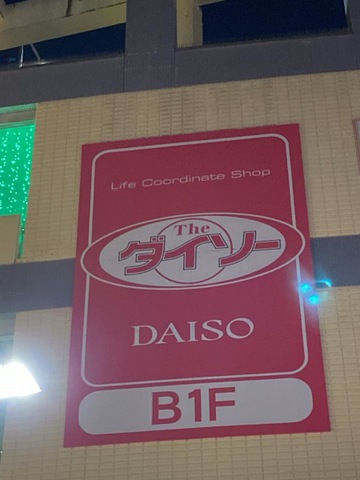 Life Coordinate Shop
The
ダイソー
DAISO
B1F